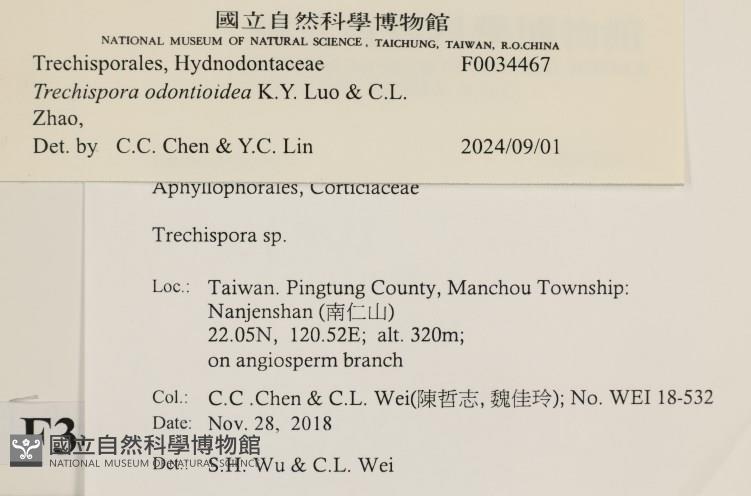 國立自然科學博物館
NATIONAL MUSEUM OF NATURAL SCIENCE, TAICHUNG, TAIWAN, R.O.CHINA
Trechisporales, Hydnodontaceae F0034467
Trechispora odontioidea K.Y. Luo & C.L.
Zhao,
Det. by C.C. Chen & Y.C. Lin 2024/09/01
Aphyllophorales, Corticiaceae
Trechispora sp.
Loc.: Taiwan. Pingtung County, Manchou Township:
Nanjenshan (南仁山)
22.05N, 120.52E; alt. 320m;
on angiosperm branch
Col.: C.C .Chen & C.L. Wei(陳哲志, 魏佳玲); No. WEI 18-532
Date: Nov. 28, 2018
F3
國立自然科學博物館
NATIONAL MUSEUM OF NATURAL SCIENCE
Det.: S.H. Wu & C.L. Wei